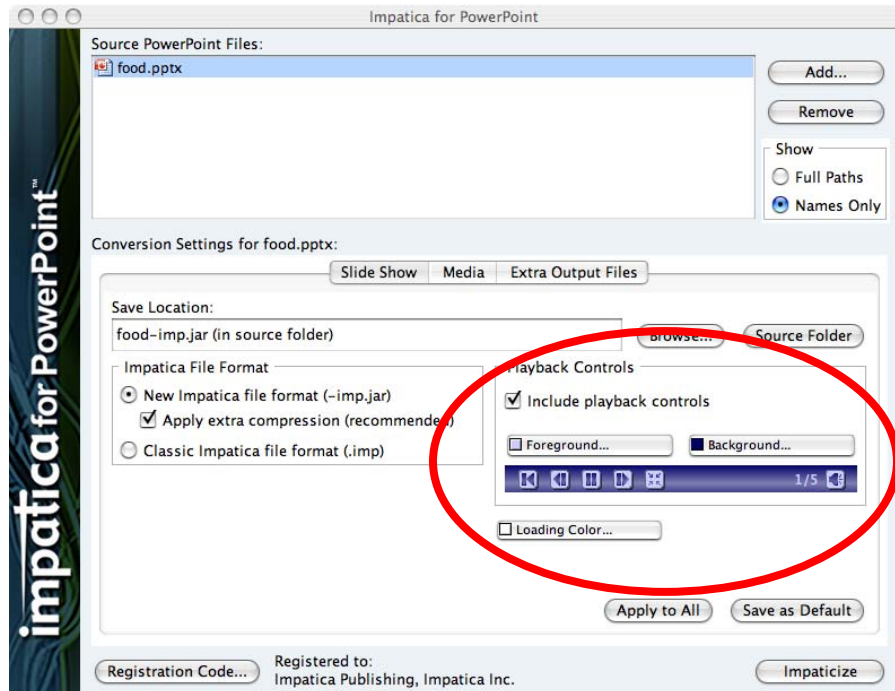 Impatica for PowerPoint
Source PowerPoint Files:
food.pptx
Add...
Remove
Show
Full Paths
Names Only
impatica for PowerPoint™
Conversion Settings for food.pptx:
Slide Show Media Extra Output Files
Save Location:
food-imp.jar (in source folder)
Browse... Source Folder
Impatica File Format
New Impatica file format (-imp.jar)
Apply extra compression (recommended)
Classic Impatica file format (.imp)
Playback Controls
Include playback controls
Foreground... Background...
1/5
Loading Color...
Apply to All Save as Default
Registration Code...
Registered to:
Impatica Publishing, Impatica Inc.
Impaticize